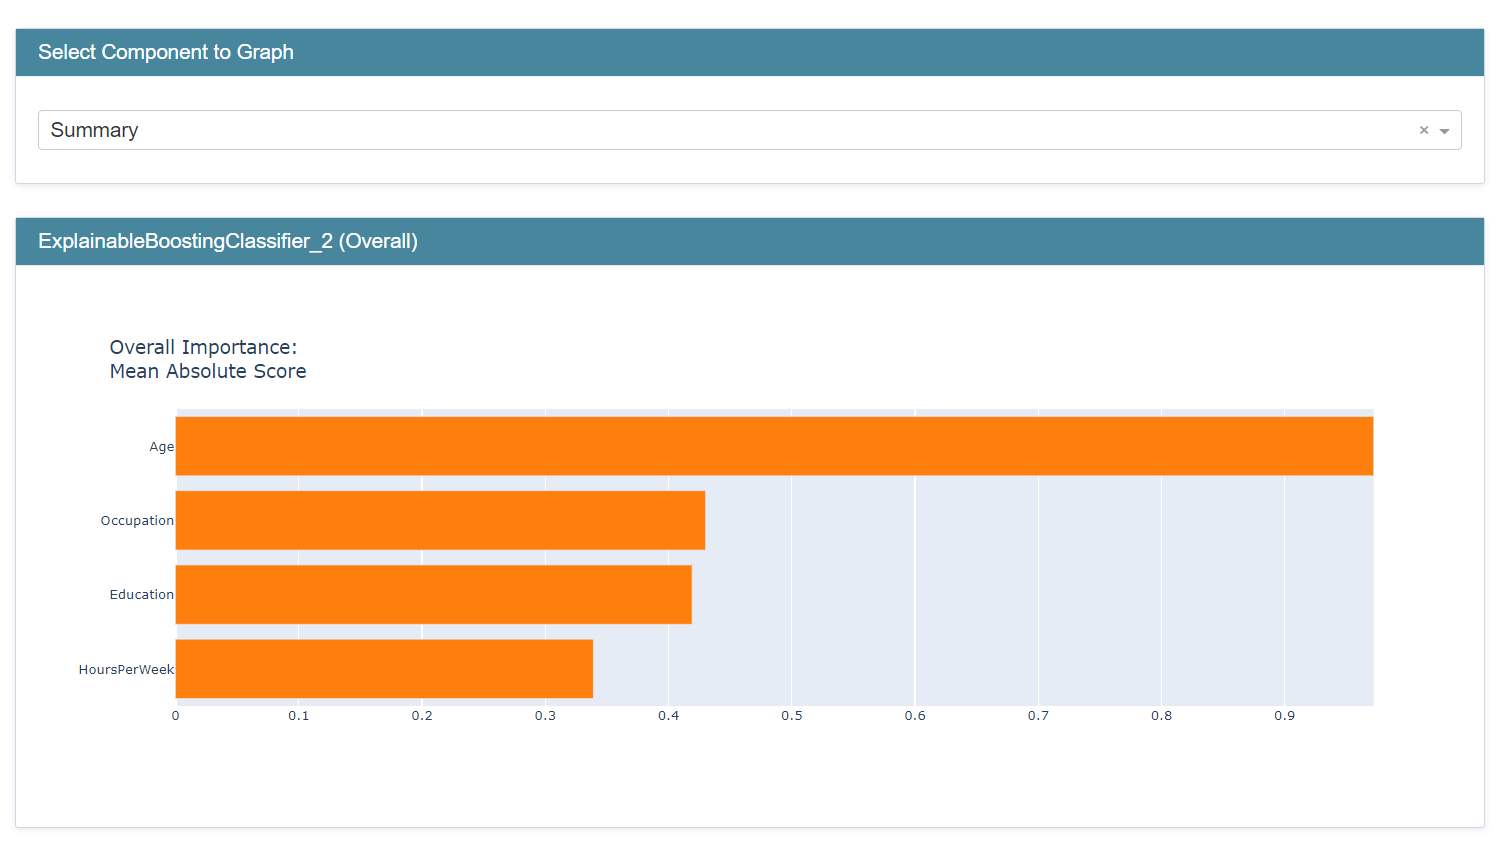 Select Component to Graph
Summary
ExplainableBoostingClassifier_2 (Overall)
Overall Importance:
Mean Absolute Score
Age
Occupation
Education
HoursPerWeek
0 0.1 0.2 0.3 0.4 0.5 0.6 0.7 0.8 0.9